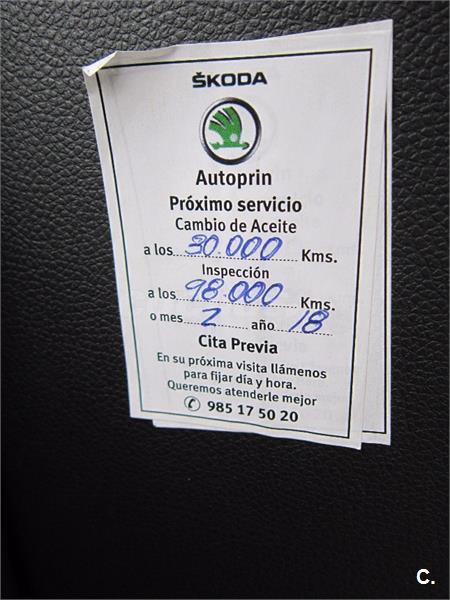 ŠKODA
Autoprin
Próximo servicio
Cambio de Aceite
a los 30.000 Kms.
Inspección
a los 98.000 Kms.
o mes 2 año 18
Cita Previa
En su próxima visita llámenos
para fijar día y hora.
Queremos atenderle mejor
✆ 985 17 50 20
C.